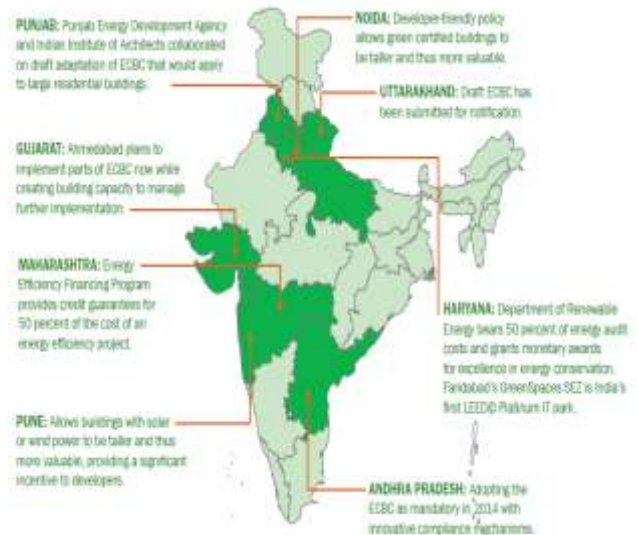 PUNJAB: Punjab Energy Development Agency
and Indian Institute of Architects collaborated
on draft adaptation of ECBC that would apply
to large residential buildings.
NOIDA: Developer-friendly policy
allows green certified buildings to
be taller and thus more valuable.
UTTARAKHAND: Draft ECBC has
been submitted for notification.
GUJARAT: Ahmedabad plans to
implement parts of ECBC now while
creating building capacity to manage
further implementation.
MAHARASHTRA: Energy
Efficiency Financing Program
provides credit guarantees for
50 percent of the cost of an
energy efficiency project.
HARYANA: Department of Renewable
Energy bears 50 percent of energy audit
costs and grants monetary awards
for excellence in energy conservation.
Faridabad's GreenSpaces SEZ is India's
first LEED® Platinum IT park.
PUNE: Allows buildings with solar
or wind power to be taller and thus
more valuable, providing a significant
incentive to developers.
ANDHRA PRADESH: Adopting the
ECBC as mandatory in 2014 with
innovative compliance mechanisms.